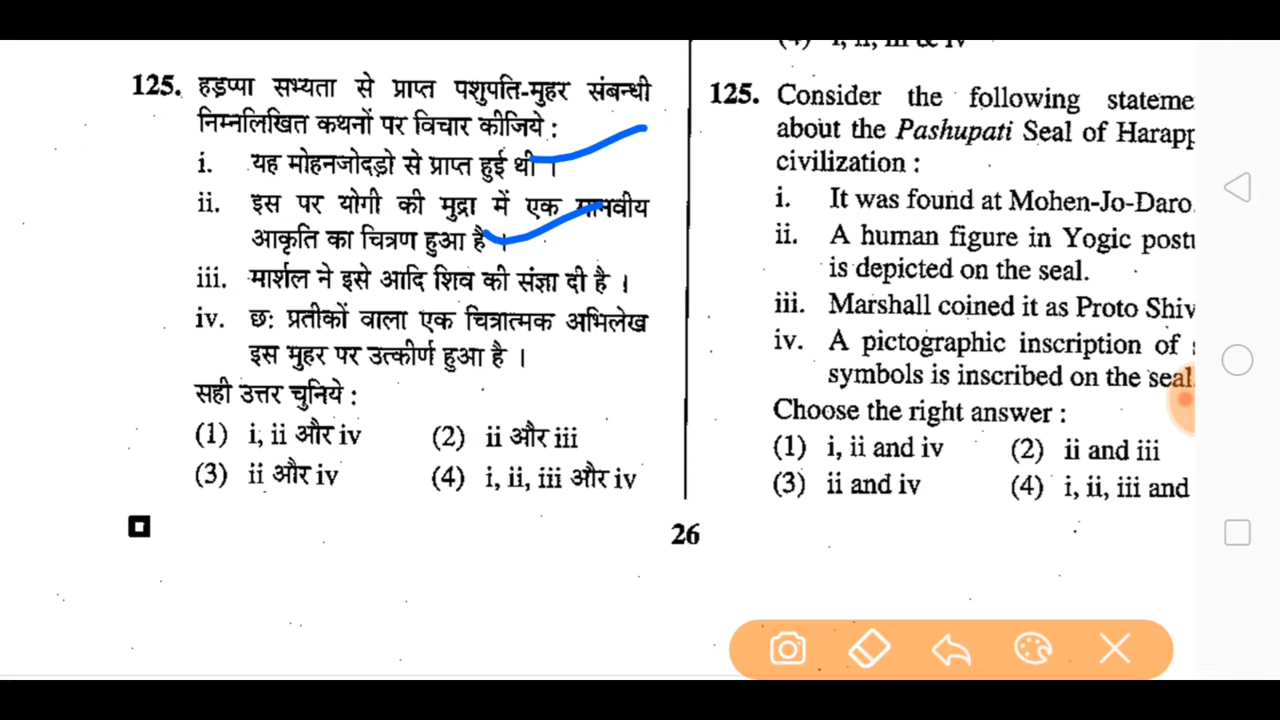 125. हड़प्पा सभ्यता से प्राप्त पशुपति-मुहर संबन्धी
निम्नलिखित कथनों पर विचार कीजिये :
i. यह मोहनजोदड़ो से प्राप्त हुई थी ।
ii. इस पर योगी की मुद्रा में एक मानवीय
आकृति का चित्रण हुआ है ।
iii. मार्शल ने इसे आदि शिव की संज्ञा दी है ।
iv. छः प्रतीकों वाला एक चित्रात्मक अभिलेख
इस मुहर पर उत्कीर्ण हुआ है ।
सही उत्तर चुनिये :
(1) i, ii और iv (2) ii और iii
(3) ii और iv (4) i, ii, iii और iv
125. Consider the following stateme
about the Pashupati Seal of Harapp
civilization :
i. It was found at Mohen-Jo-Daro.
ii. A human figure in Yogic postu
is depicted on the seal.
iii. Marshall coined it as Proto Shiv
iv. A pictographic inscription of
symbols is inscribed on the seal.
Choose the right answer :
(1) i, ii and iv (2) ii and iii
(3) ii and iv (4) i, ii, iii and
26